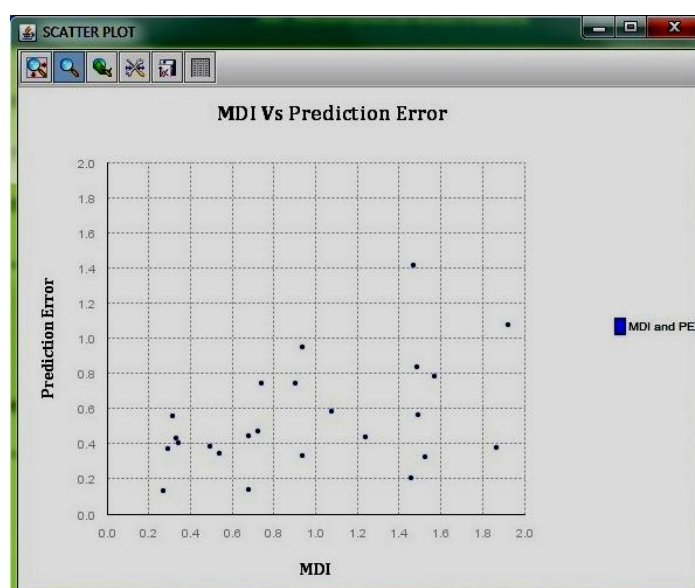 SCATTER PLOT
MDI Vs Prediction Error
2.0
1.8
1.6
1.4
1.2
1.0
0.8
0.6
0.4
0.2
0.0
Prediction Error
0.0 0.2 0.4 0.6 0.8 1.0 1.2 1.4 1.6 1.8 2.0
MDI
MDI and PE